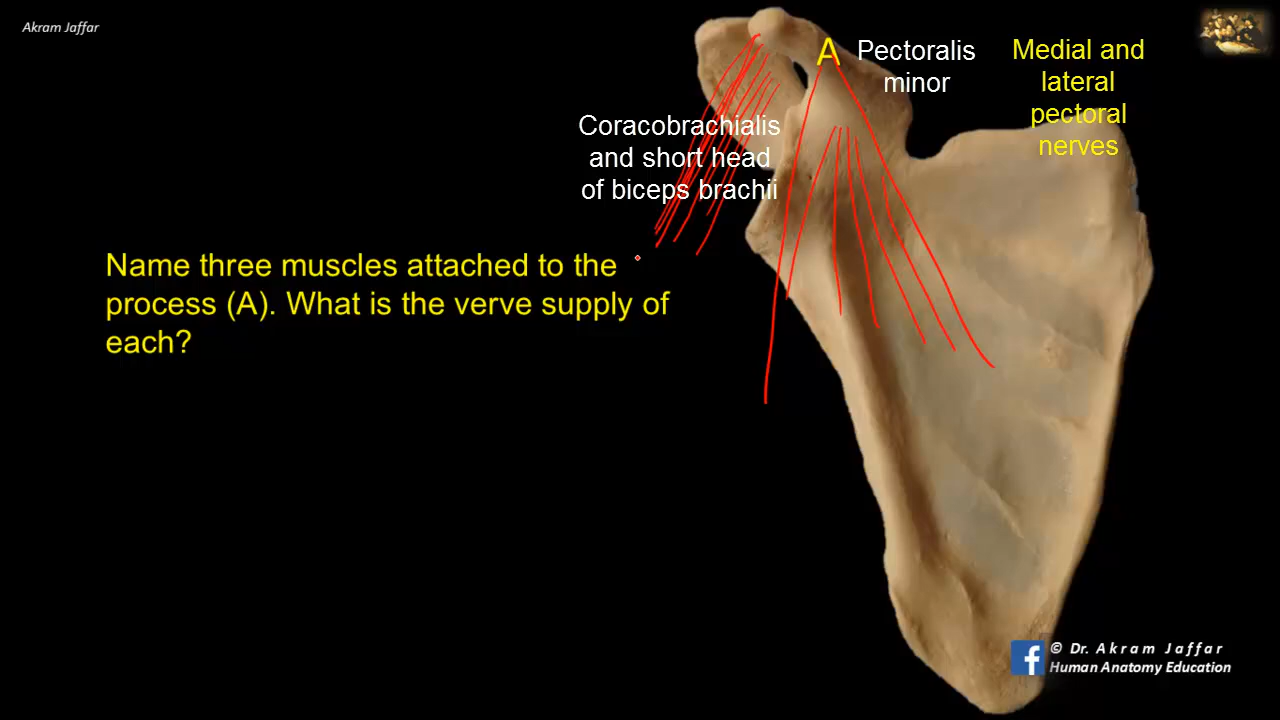 Akram Jaffar
A
Pectoralis
minor
Medial and
lateral
pectoral
nerves
Coracobrachialis
and short head
of biceps brachii
Name three muscles attached to the
process (A). What is the verve supply of
each?
f
© Dr. Akram Jaffar
Human Anatomy Education